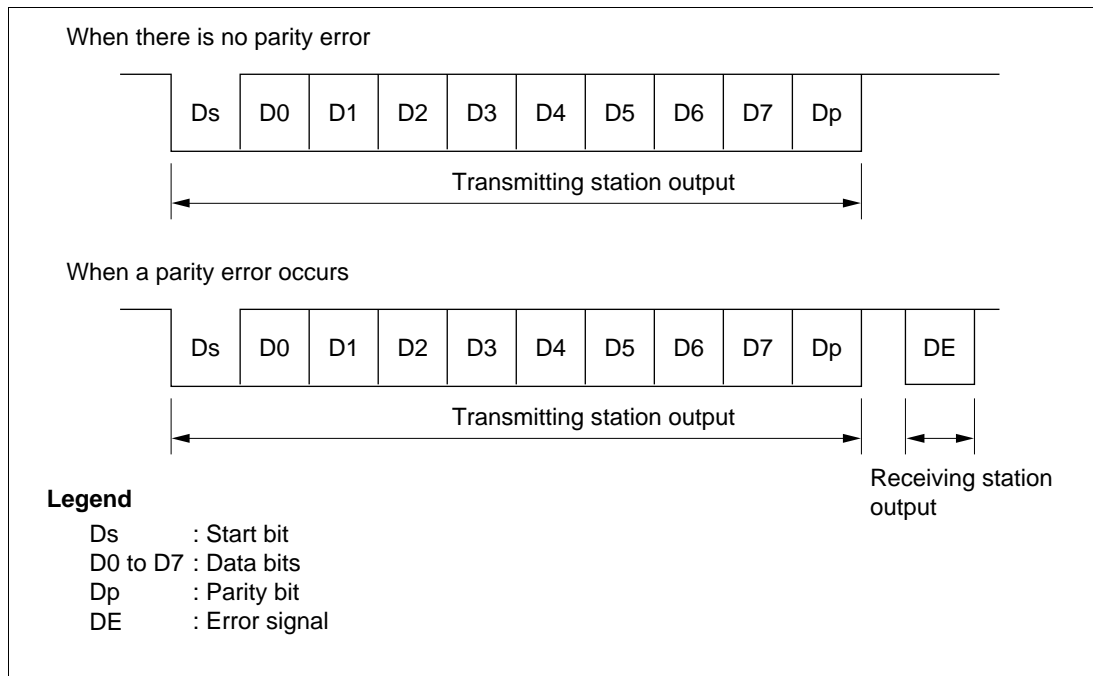 When there is no parity error
Ds D0 D1 D2 D3 D4 D5 D6 D7 Dp
Transmitting station output
When a parity error occurs
Ds D0 D1 D2 D3 D4 D5 D6 D7 Dp DE
Transmitting station output
Receiving station
output
Legend
Ds : Start bit
D0 to D7 : Data bits
Dp : Parity bit
DE : Error signal